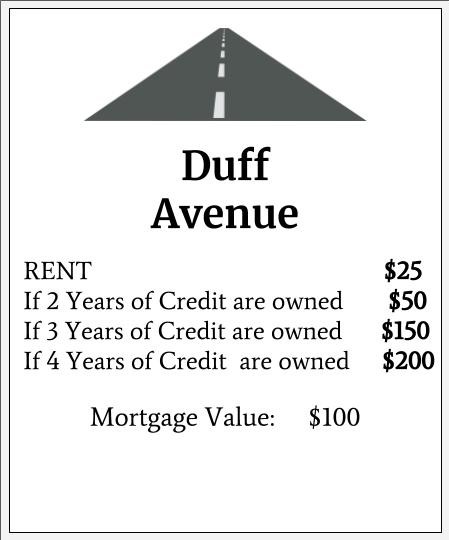 Duff
Avenue
RENT $25
If 2 Years of Credit are owned $50
If 3 Years of Credit are owned $150
If 4 Years of Credit are owned $200
Mortgage Value: $100